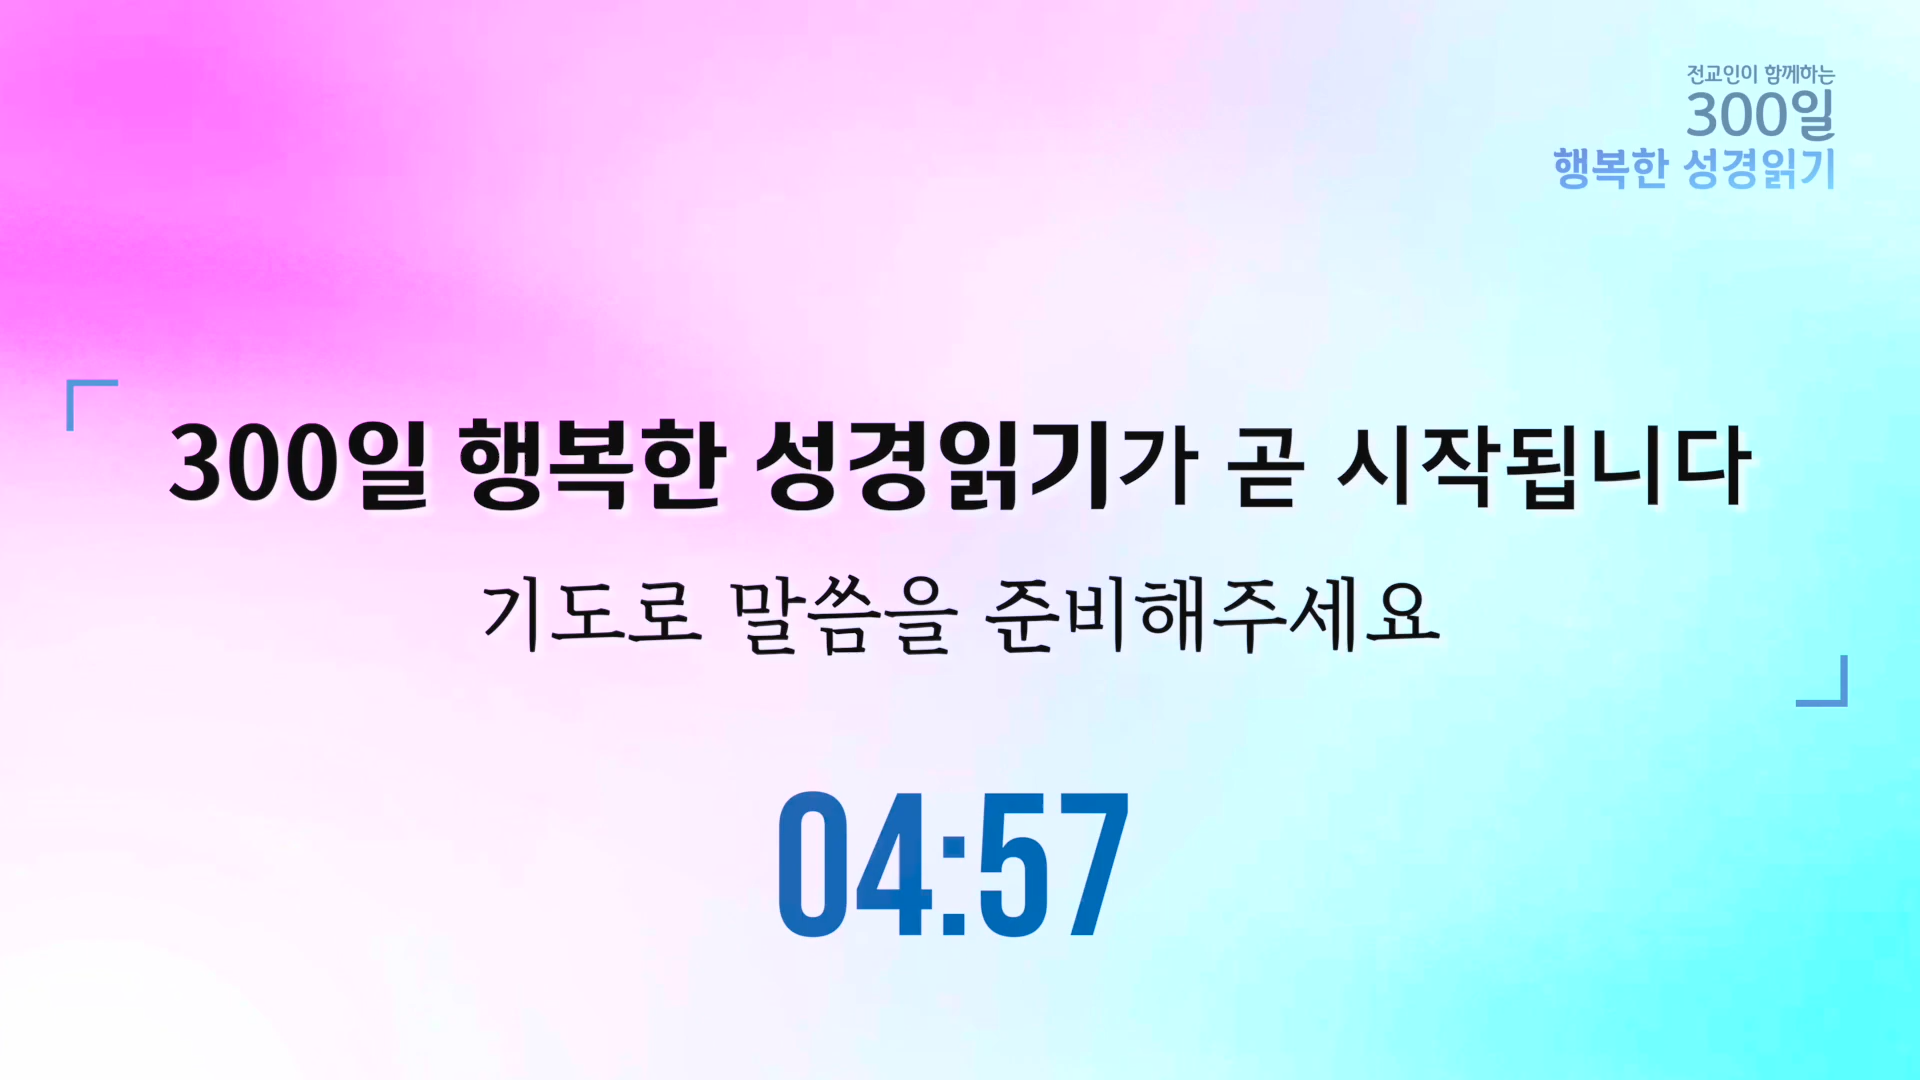 전교인이 함께하는
300일
행복한 성경읽기
300일 행복한 성경읽기가 곧 시작됩니다
기도로 말씀을 준비해주세요
04:57